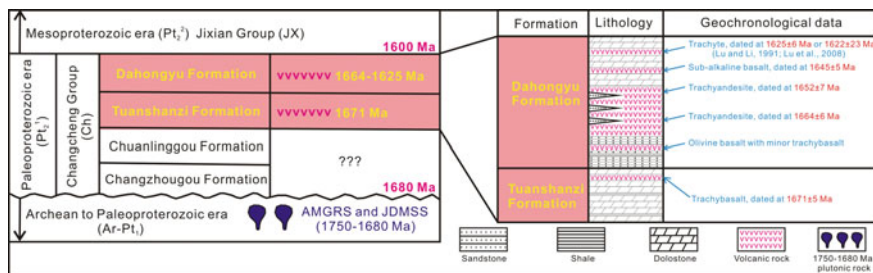 Mesoproterozoic era (Pt₂²) Jixian Group (JX)
1600 Ma
Paleoproterozoic era (Pt₂¹)
Changcheng Group (Ch)
Dahongyu Formation
1664-1625 Ma
Tuanshanzi Formation
1671 Ma
Chuanlinggou Formation
???
Changzhougou Formation
1680 Ma
Archean to Paleoproterozoic era
(Ar-Pt₁)
AMGRS and JDMSS
(1750-1680 Ma)
Formation
Lithology
Geochronological data
Dahongyu
Formation
Trachyte, dated at 1625±6 Ma or 1622±23 Ma
(Lu and Li, 1991; Lu et al., 2008)
Sub-alkaline basalt, dated at 1645±5 Ma
Trachyandesite, dated at 1652±7 Ma
Trachyandesite, dated at 1664±6 Ma
Olivine basalt with minor trachybasalt
Tuanshanzi
Formation
Trachybasalt, dated at 1671±5 Ma
Sandstone
Shale
Dolostone
Volcanic rock
1750-1680 Ma
plutonic rock